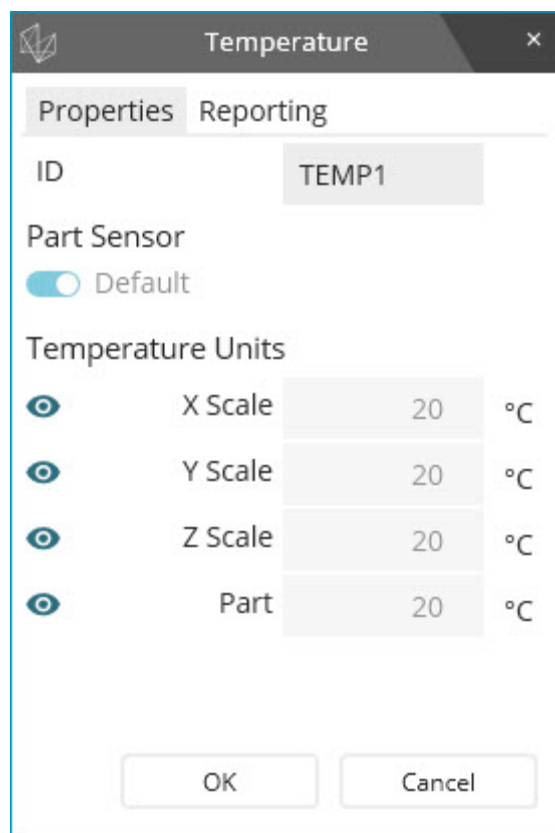 Temperature ×
Properties Reporting
ID TEMP1
Part Sensor
Default
Temperature Units
X Scale 20 °C
Y Scale 20 °C
Z Scale 20 °C
Part 20 °C
OK Cancel